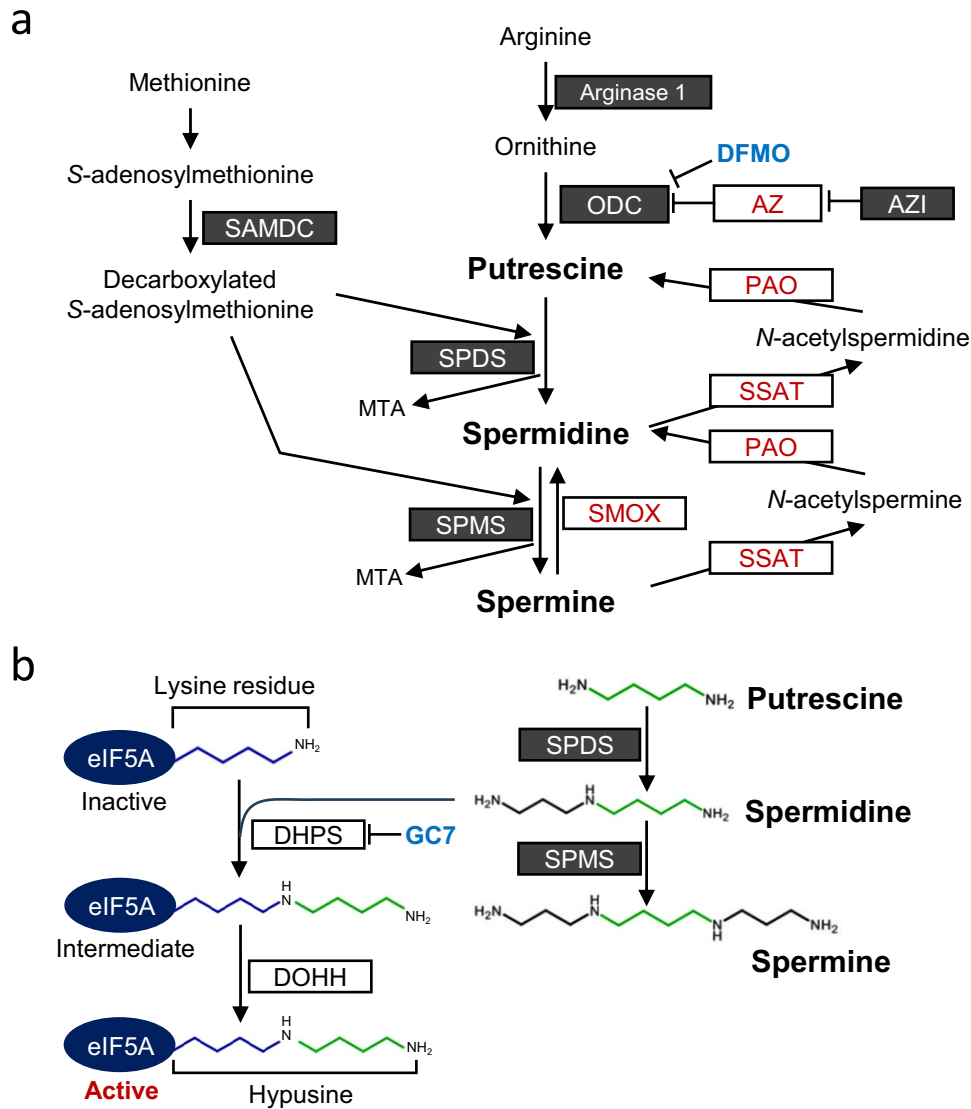 a
Arginine
Methionine
Arginase 1
Ornithine
DFMO
S-adenosylmethionine
ODC
AZ
AZI
SAMDC
Putrescine
Decarboxylated
S-adenosylmethionine
PAO
N-acetylspermidine
SPDS
SSAT
MTA
Spermidine
PAO
N-acetylspermine
SPMS
SMOX
SSAT
MTA
Spermine
b
Lysine residue
eIF5A
NH2
Inactive
H2N
NH2
Putrescine
SPDS
H2N
H
N
NH2
Spermidine
DHPS
GC7
SPMS
eIF5A
H
N
NH2
Intermediate
H2N
H
N
N
H
NH2
Spermine
DOHH
eIF5A
H
N
NH2
Active
Hypusine